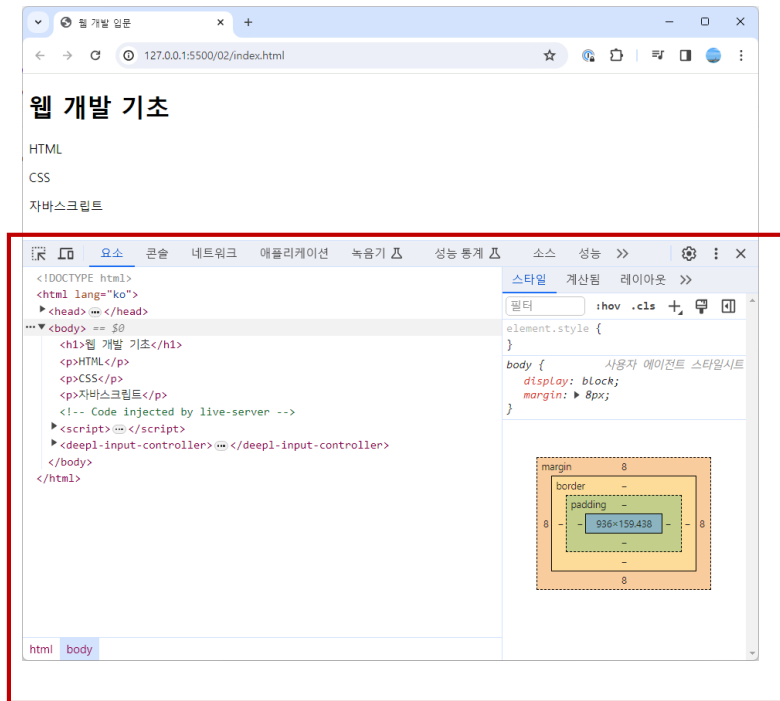 웹 개발 입문
127.0.0.1:5500/02/index.html
웹 개발 기초
HTML
CSS
자바스크립트
요소 콘솔 네트워크 애플리케이션 녹음기 성능 통계 소스 성능 >>
<!DOCTYPE html>
<html lang="ko">
<head> … </head>
<body> == $0
<h1>웹 개발 기초</h1>
<p>HTML</p>
<p>CSS</p>
<p>자바스크립트</p>
<!-- Code injected by live-server -->
<script> … </script>
<deepl-input-controller> … </deepl-input-controller>
</body>
</html>
html body
스타일 계산됨 레이아웃 >>
필터 :hov .cls
element.style {
}
body { 사용자 에이전트 스타일시트
display: block;
margin: 8px;
}
margin 8
border –
padding –
8 – – 936×159.438 – – 8
–
–
8